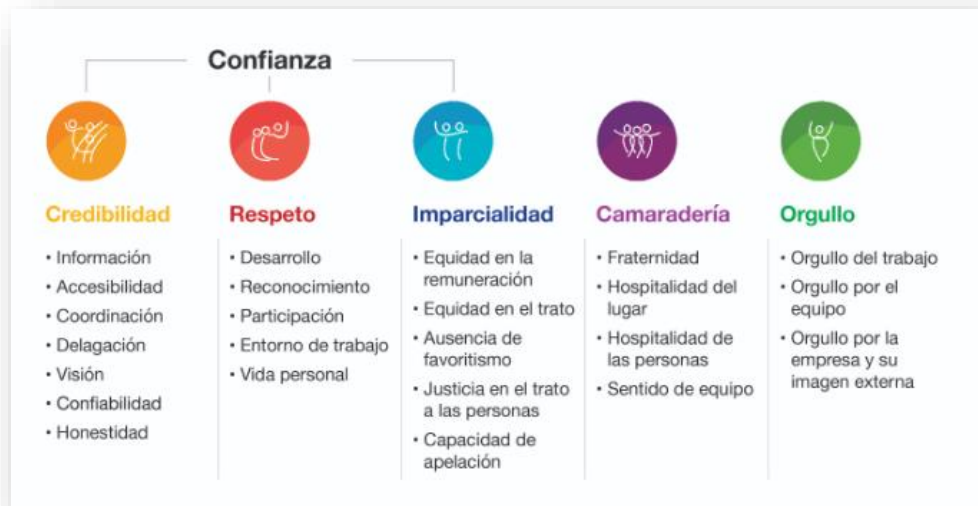 Confianza
Credibilidad
• Información
• Accesibilidad
• Coordinación
• Delagación
• Visión
• Confiabilidad
• Honestidad
Respeto
• Desarrollo
• Reconocimiento
• Participación
• Entorno de trabajo
• Vida personal
Imparcialidad
• Equidad en la
remuneración
• Equidad en el trato
• Ausencia de
favoritismo
• Justicia en el trato
a las personas
• Capacidad de
apelación
Camaradería
• Fraternidad
• Hospitalidad del
lugar
• Hospitalidad de
las personas
• Sentido de equipo
Orgullo
• Orgullo del trabajo
• Orgullo por el
equipo
• Orgullo por la
empresa y su
imagen externa